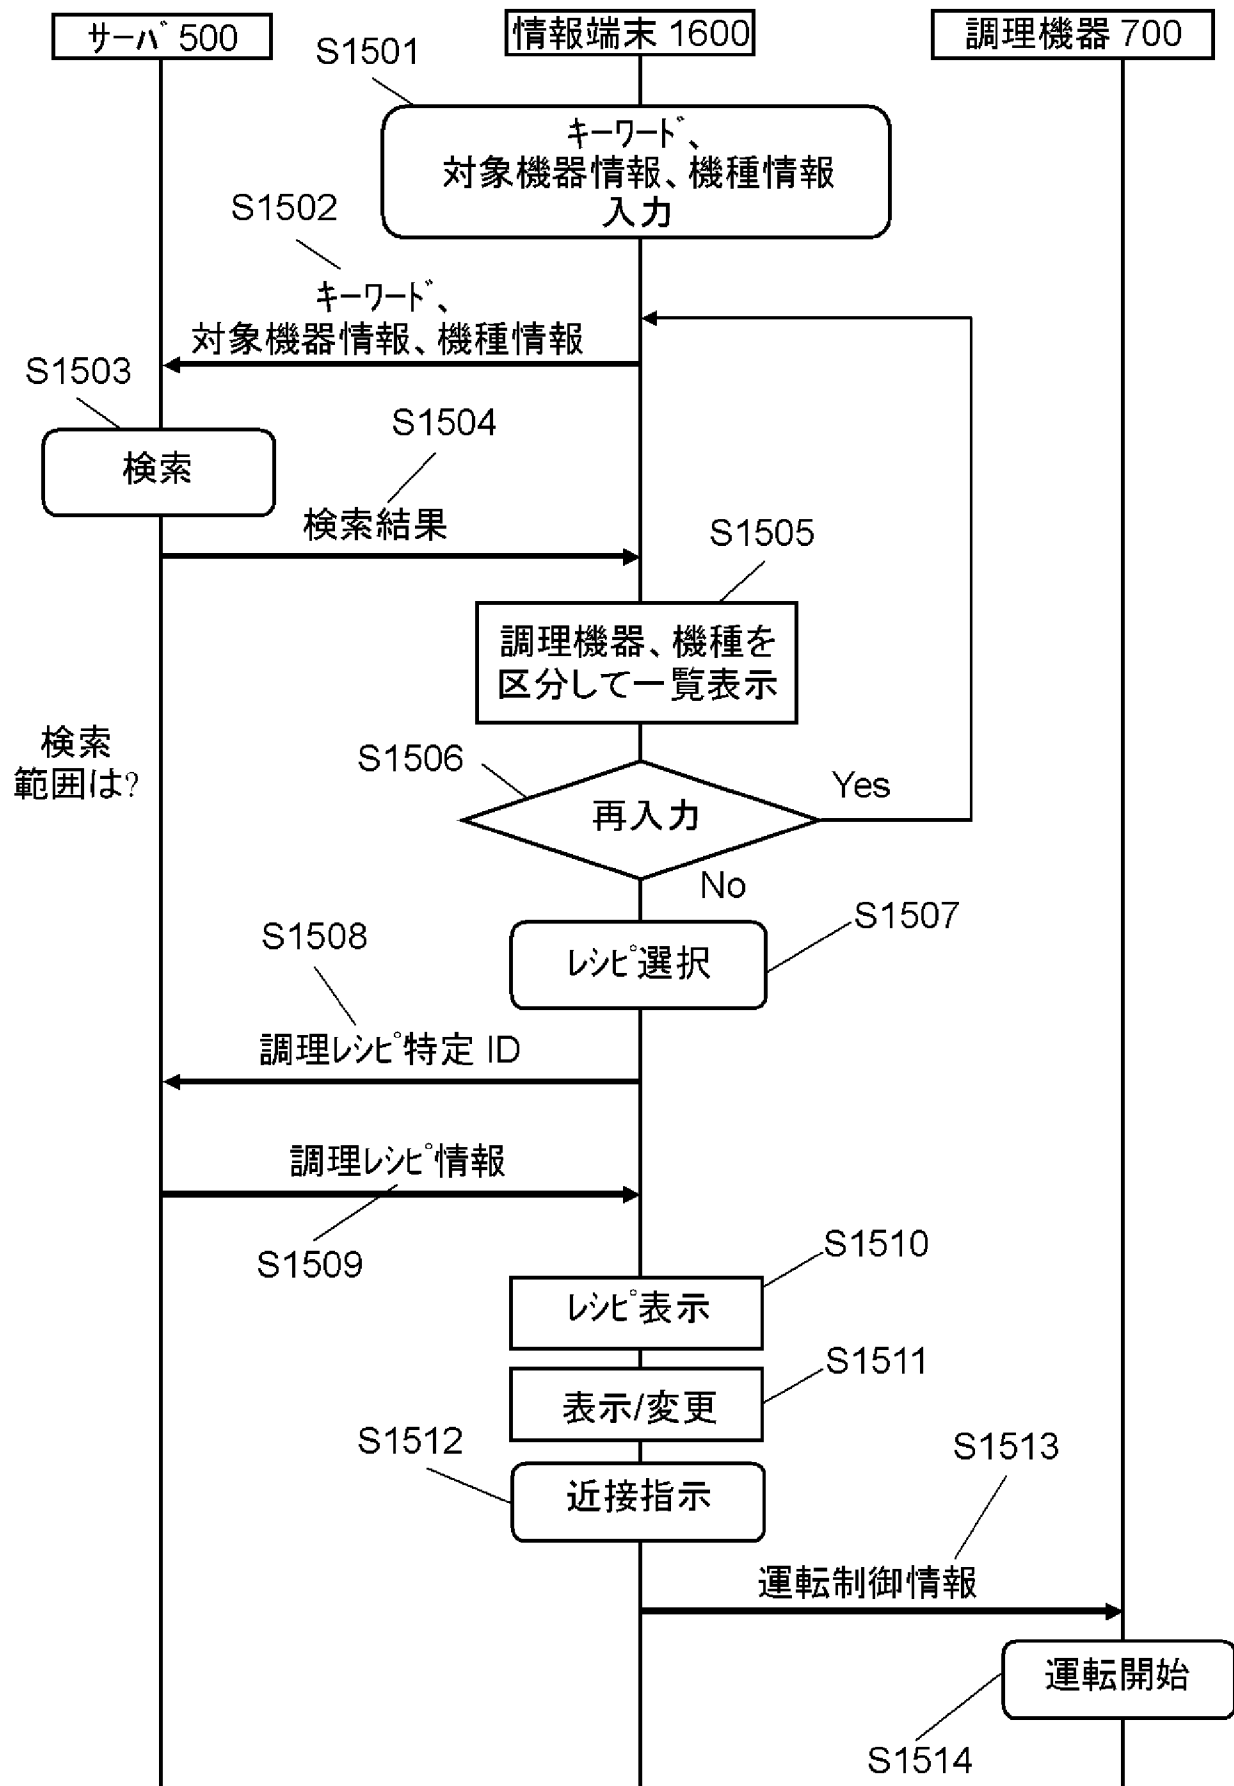 サーバ 500
情報端末 1600
調理機器 700
S1501
キーワード、
対象機器情報、機種情報
入力
S1502
キーワード、
対象機器情報、機種情報
S1503
検索
S1504
検索結果
S1505
調理機器、機種を
区分して一覧表示
検索
範囲は?
S1506
再入力
Yes
No
S1507
レシピ選択
S1508
調理レシピ特定 ID
調理レシピ情報
S1509
S1510
レシピ表示
S1511
表示/変更
S1512
近接指示
S1513
運転制御情報
運転開始
S1514